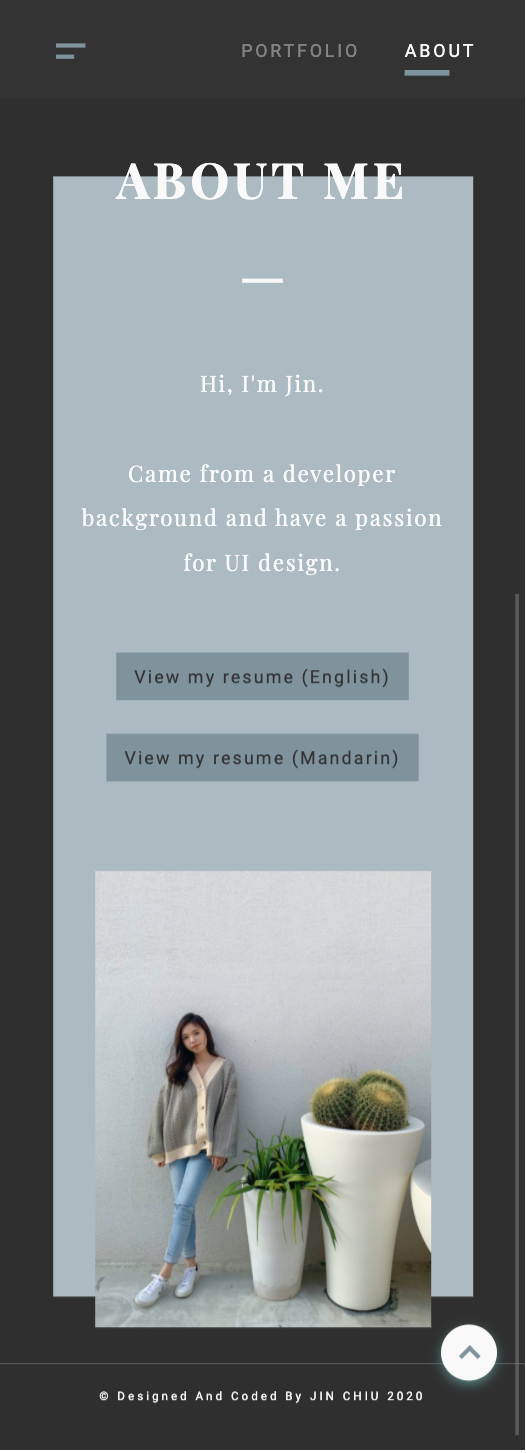 PORTFOLIO ABOUT
ABOUT ME
Hi, I'm Jin.
Came from a developer
background and have a passion
for UI design.
View my resume (English)
View my resume (Mandarin)
© Designed And Coded By JIN CHIU 2020